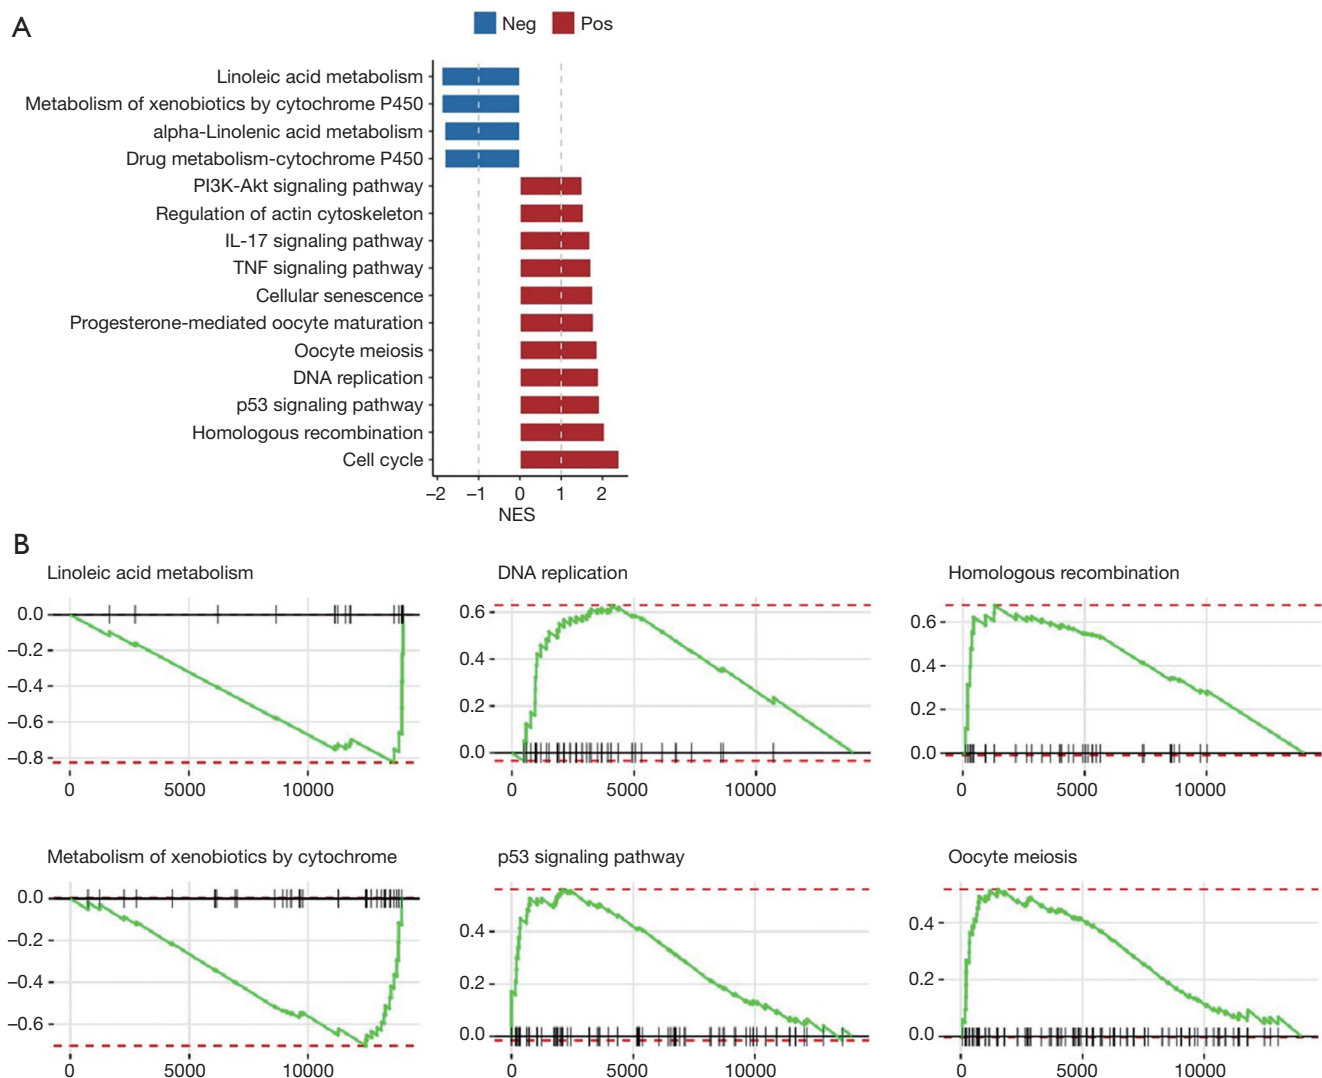 A
Neg Pos
Linoleic acid metabolism
Metabolism of xenobiotics by cytochrome P450
alpha-Linolenic acid metabolism
Drug metabolism-cytochrome P450
PI3K-Akt signaling pathway
Regulation of actin cytoskeleton
IL-17 signaling pathway
TNF signaling pathway
Cellular senescence
Progesterone-mediated oocyte maturation
Oocyte meiosis
DNA replication
p53 signaling pathway
Homologous recombination
Cell cycle
−2 −1 0 1 2
NES
B
Linoleic acid metabolism
0.0
−0.2
−0.4
−0.6
−0.8
0 5000 10000
DNA replication
0.6
0.4
0.2
0.0
0 5000 10000
Homologous recombination
0.6
0.4
0.2
0.0
0 5000 10000
Metabolism of xenobiotics by cytochrome
0.0
−0.2
−0.4
−0.6
0 5000 10000
p53 signaling pathway
0.4
0.2
0.0
0 5000 10000
Oocyte meiosis
0.4
0.2
0.0
0 5000 10000